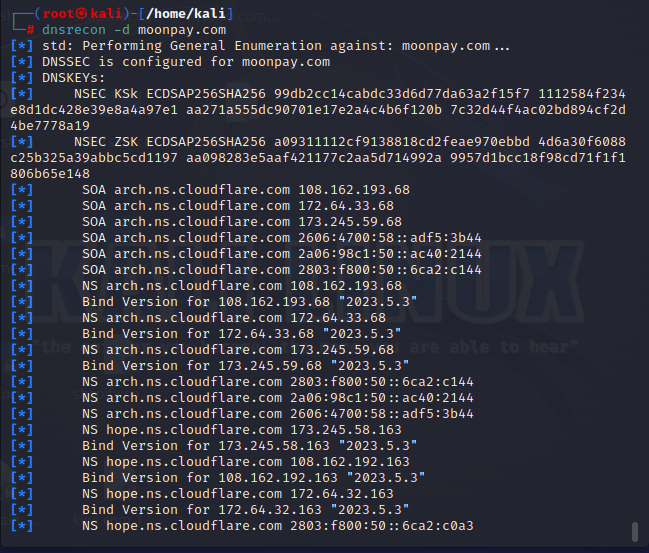 ┌──(root㉿kali)-[/home/kali]
└─# dnsrecon -d moonpay.com
[*] std: Performing General Enumeration against: moonpay.com...
[*] DNSSEC is configured for moonpay.com
[*] DNSKEYs:
[*] NSEC KSk ECDSAP256SHA256 99db2cc14cabdc33d6d77da63a2f15f7 1112584f234
e8d1dc428e39e8a4a97e1 aa271a555dc90701e17e2a4c4b6f120b 7c32d44f4ac02bd894cf2d
4be7778a19
[*] NSEC ZSK ECDSAP256SHA256 a09311112cf9138818cd2feae970ebbd 4d6a30f6088
c25b325a39abbc5cd1197 aa098283e5aaf421177c2aa5d714992a 9957d1bcc18f98cd71f1f1
806b65e148
[*] SOA arch.ns.cloudflare.com 108.162.193.68
[*] SOA arch.ns.cloudflare.com 172.64.33.68
[*] SOA arch.ns.cloudflare.com 173.245.59.68
[*] SOA arch.ns.cloudflare.com 2606:4700:58::adf5:3b44
[*] SOA arch.ns.cloudflare.com 2a06:98c1:50::ac40:2144
[*] SOA arch.ns.cloudflare.com 2803:f800:50::6ca2:c144
[*] NS arch.ns.cloudflare.com 108.162.193.68
[*] Bind Version for 108.162.193.68 "2023.5.3"
[*] NS arch.ns.cloudflare.com 172.64.33.68
[*] Bind Version for 172.64.33.68 "2023.5.3"
[*] NS arch.ns.cloudflare.com 173.245.59.68
[*] Bind Version for 173.245.59.68 "2023.5.3"
[*] NS arch.ns.cloudflare.com 2803:f800:50::6ca2:c144
[*] NS arch.ns.cloudflare.com 2a06:98c1:50::ac40:2144
[*] NS arch.ns.cloudflare.com 2606:4700:58::adf5:3b44
[*] NS hope.ns.cloudflare.com 173.245.58.163
[*] Bind Version for 173.245.58.163 "2023.5.3"
[*] NS hope.ns.cloudflare.com 108.162.192.163
[*] Bind Version for 108.162.192.163 "2023.5.3"
[*] NS hope.ns.cloudflare.com 172.64.32.163
[*] Bind Version for 172.64.32.163 "2023.5.3"
[*] NS hope.ns.cloudflare.com 2803:f800:50::6ca2:c0a3